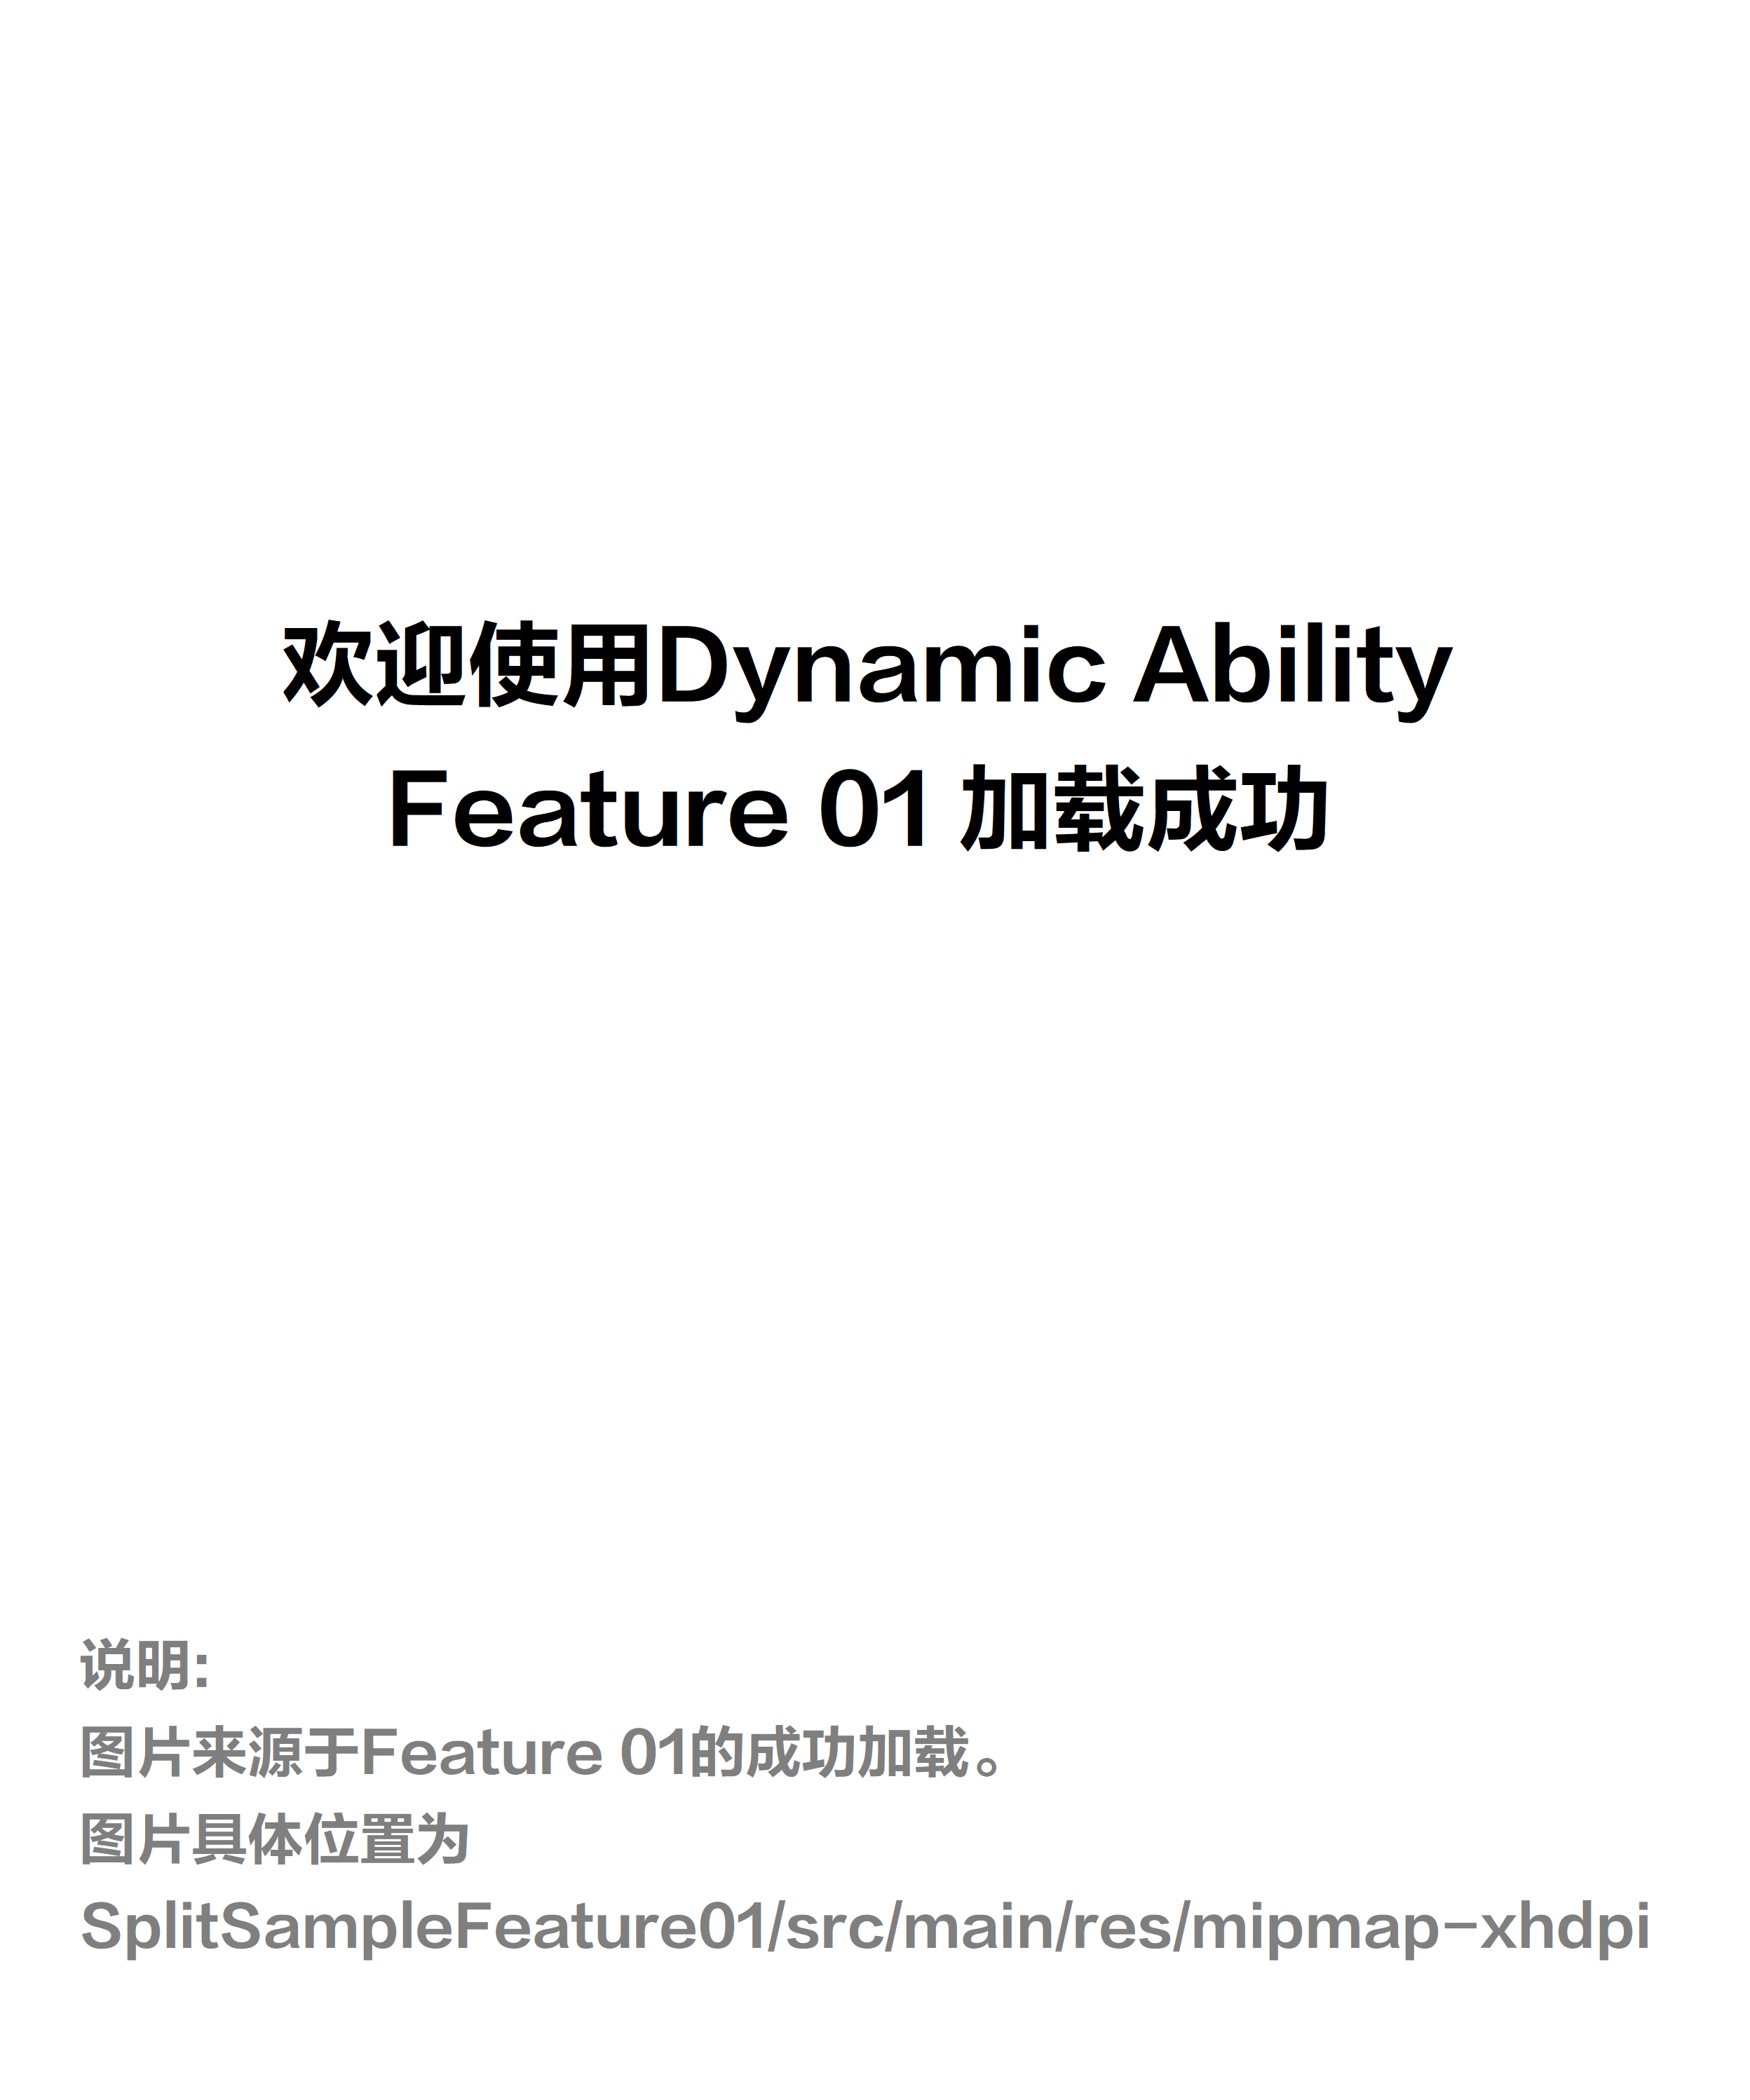 欢迎使用Dynamic Ability
Feature 01 加载成功
说明:
图片来源于Feature 01的成功加载。
图片具体位置为
SplitSampleFeature01/src/main/res/mipmap-xhdpi